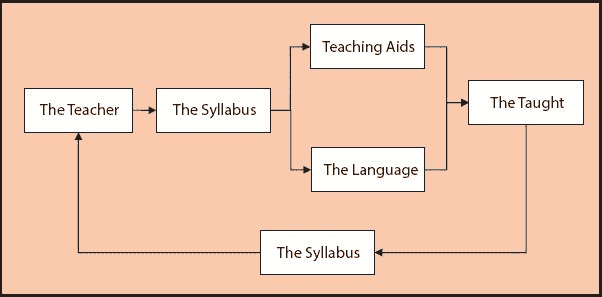 Teaching Aids
The Teacher
The Syllabus
The Taught
The Language
The Syllabus